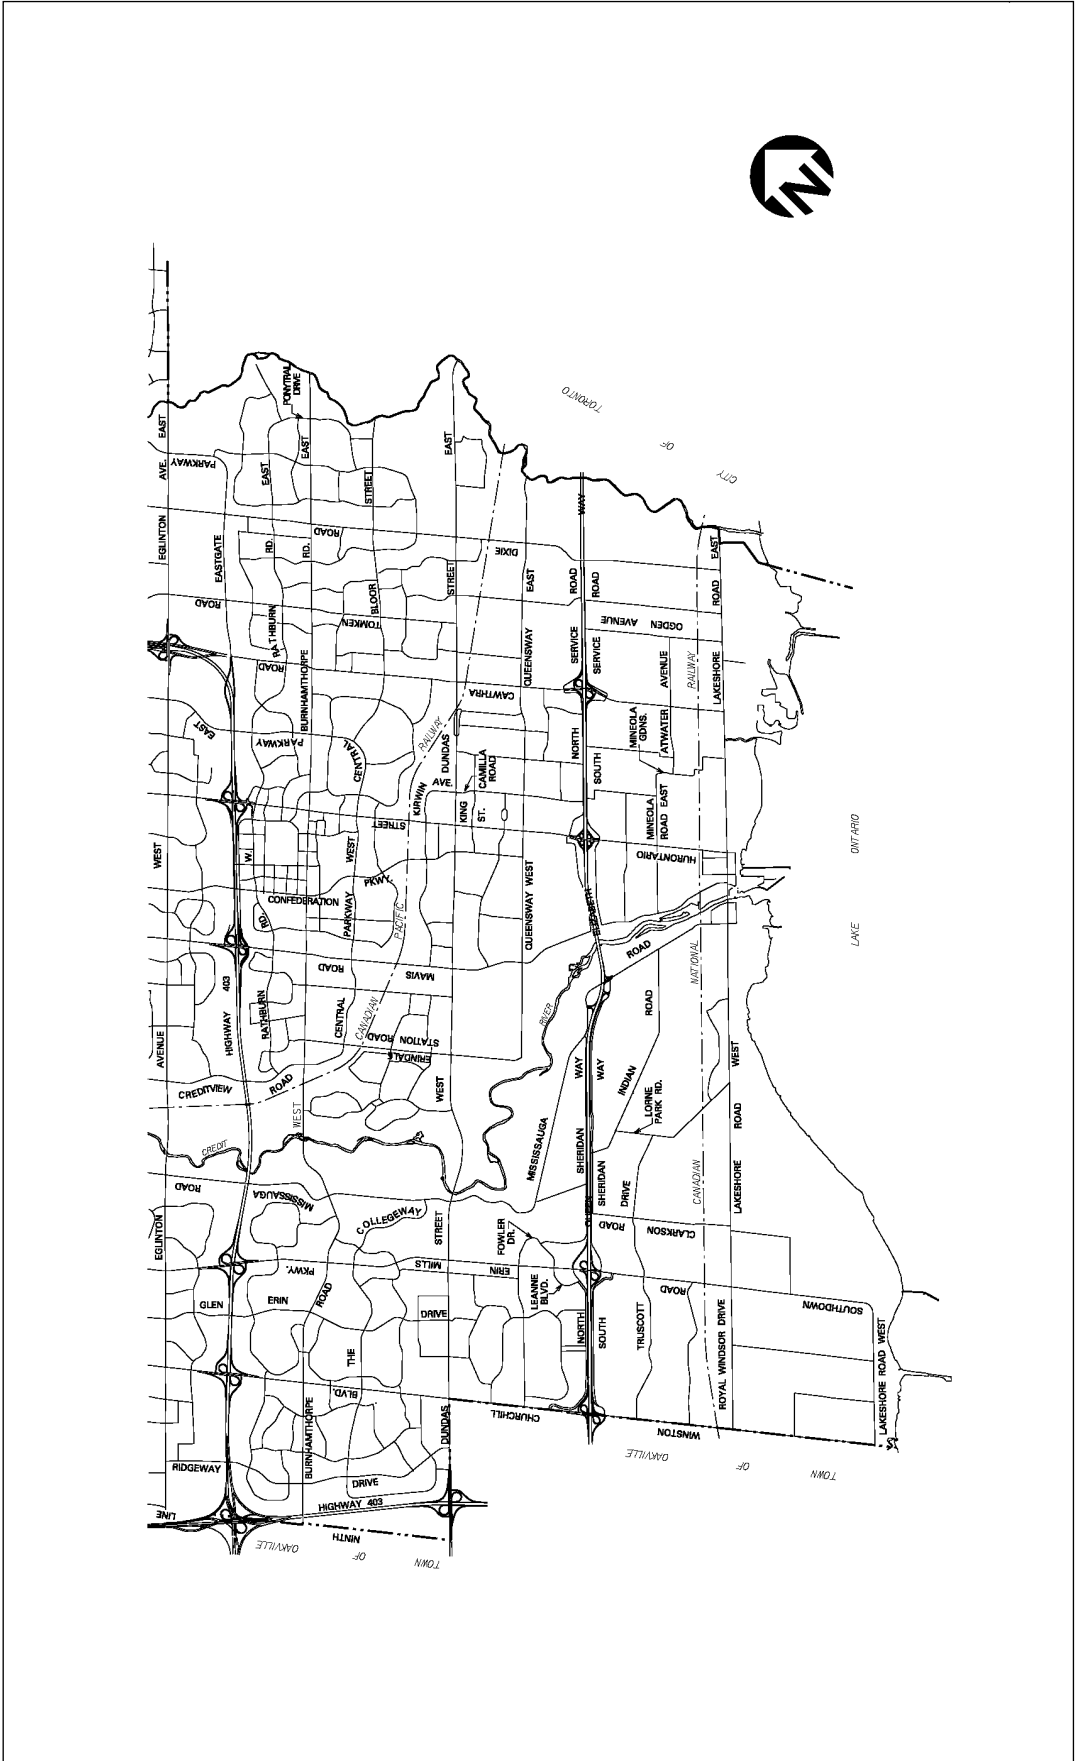 N
CITY
OF
TORONTO
LAKE
ONTARIO
TOWN
OF
OAKVILLE
TOWN
OF
OAKVILLE
EGLINTON
AVENUE
WEST
EGLINTON
AVE.
EAST
EASTGATE
PARKWAY
RIDGEWAY
DRIVE
GLEN
ERIN
DRIVE
CREDITVIEW
ROAD
HIGHWAY 403
HIGHWAY 403
NINTH
LINE
RATHBURN
RD.
W.
RATHBURN
RD.
EAST
PONYTRAIL
DRIVE
BURNHAMTHORPE
ROAD
WEST
BURNHAMTHORPE
RD.
EAST
CENTRAL
PARKWAY
WEST
CENTRAL
PARKWAY
EAST
BLOOR
STREET
THE
COLLEGEWAY
CONFEDERATION
PKWY.
CANADIAN
PACIFIC
RAILWAY
KIRWIN
AVE.
DUNDAS
STREET
WEST
DUNDAS
STREET
EAST
KING
ST.
CAMILLA
ROAD
QUEENSWAY WEST
QUEENSWAY
EAST
FOWLER
DR.
LEANNE
BLVD.
NORTH
SHERIDAN
WAY
SOUTH
SHERIDAN
WAY
QUEEN
ELIZABETH
WAY
NORTH
SERVICE
ROAD
SOUTH
SERVICE
ROAD
MISSISSAUGA
ROAD
MISSISSAUGA
ROAD
CREDIT
RIVER
INDIAN
ROAD
LORNE
PARK RD.
TRUSCOTT
DRIVE
MINEOLA
ROAD EAST
MINEOLA
GDNS.
ATWATER
AVENUE
CANADIAN
NATIONAL
RAILWAY
ROYAL WINDSOR DRIVE
LAKESHORE
ROAD
WEST
LAKESHORE
ROAD
EAST
LAKESHORE ROAD WEST
WINSTON
CHURCHILL
BLVD.
SOUTHDOWN
ROAD
ERIN
MILLS
PKWY.
CLARKSON
ROAD
ERINDALE
STATION ROAD
MAVIS
ROAD
HURONTARIO
STREET
CAWTHRA
ROAD
TOMKEN
ROAD
OGDEN
AVENUE
DIXIE
ROAD